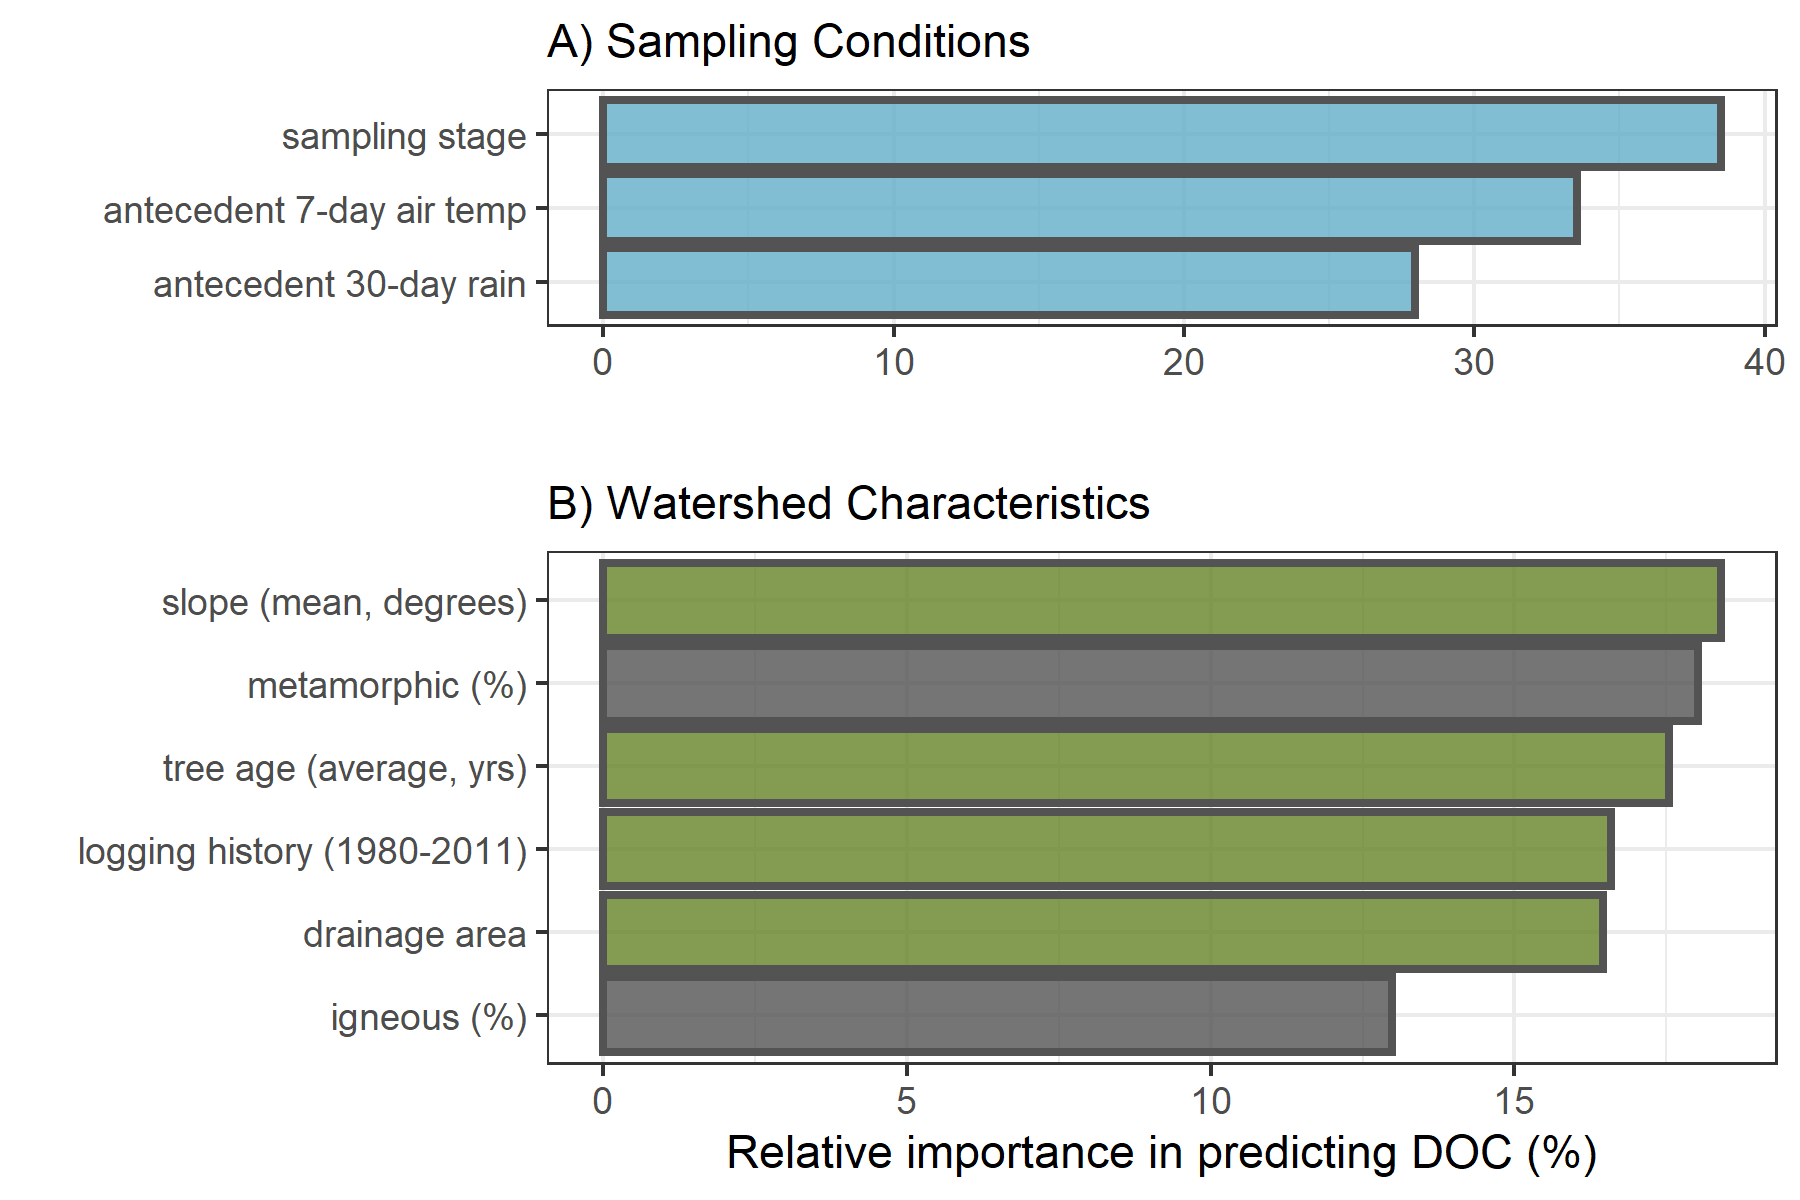 A) Sampling Conditions
sampling stage
antecedent 7-day air temp
antecedent 30-day rain
0 10 20 30 40
B) Watershed Characteristics
slope (mean, degrees)
metamorphic (%)
tree age (average, yrs)
logging history (1980-2011)
drainage area
igneous (%)
0 5 10 15
Relative importance in predicting DOC (%)